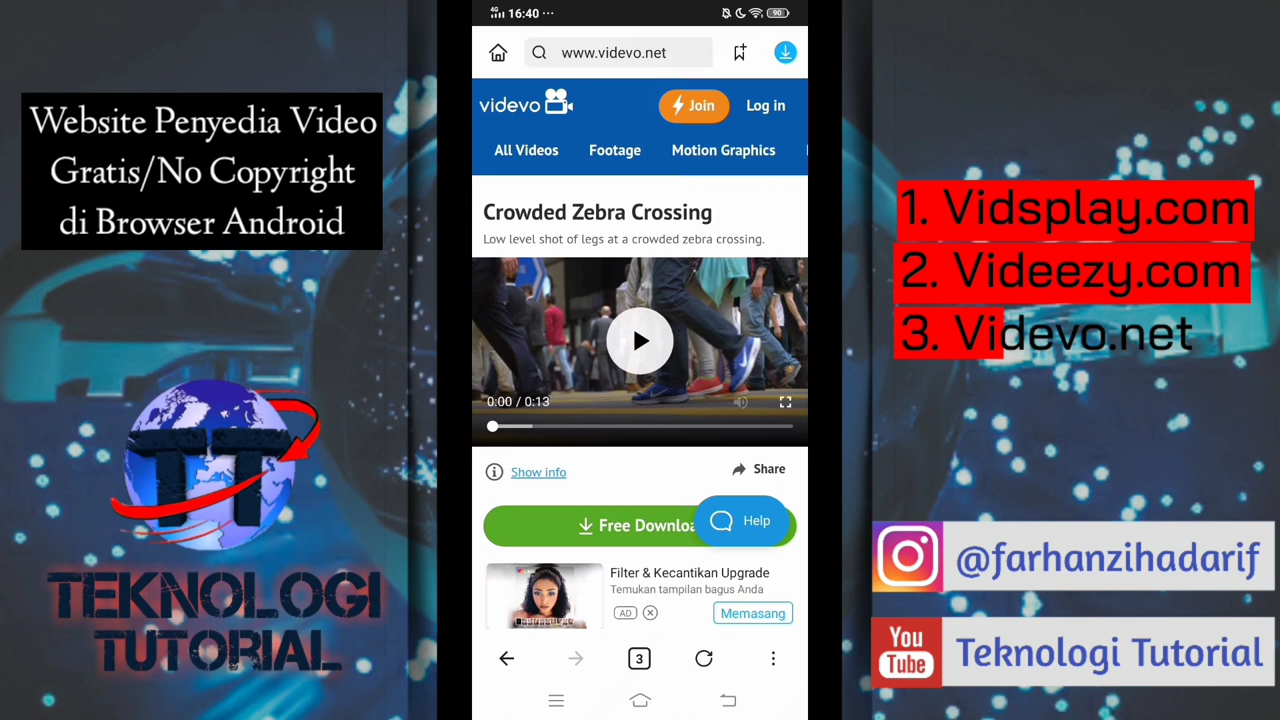 Website Penyedia Video
Gratis/No Copyright
di Browser Android
TT
TEKNOLOGI
TUTORIAL
4G 16:40 ··· 90
www.videvo.net
videvo
Join
Log in
All Videos
Footage
Motion Graphics
Crowded Zebra Crossing
Low level shot of legs at a crowded zebra crossing.
0:00 / 0:13
Show info
Share
Free Downloa
Help
Filter & Kecantikan Upgrade
Temukan tampilan bagus Anda
AD
Memasang
3
1. Vidsplay.com
2. Videezy.com
3. Videvo.net
@farhanzihadarif
You
Tube
Teknologi Tutorial